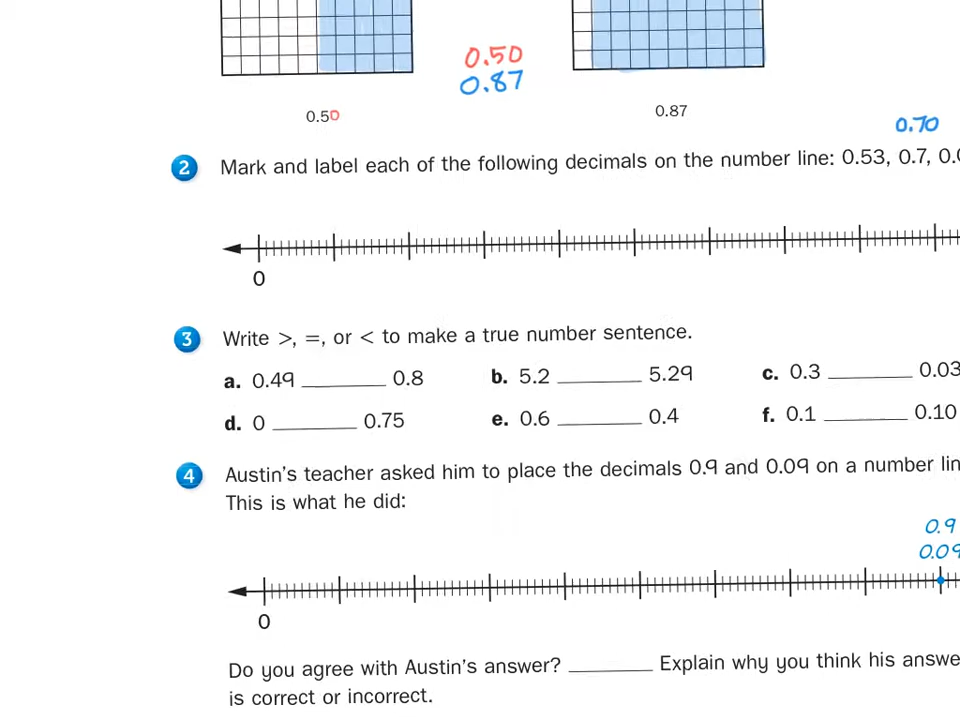 0.50
0.87
0.50
0.87
0.70
2 Mark and label each of the following decimals on the number line: 0.53, 0.7,
0
3 Write >, =, or < to make a true number sentence.
a. 0.49 ________ 0.8 b. 5.2 ________ 5.29 c. 0.3 ________ 0.03
d. 0 ________ 0.75 e. 0.6 ________ 0.4 f. 0.1 ________ 0.10
4 Austin's teacher asked him to place the decimals 0.9 and 0.09 on a number
This is what he did:
0.9
0.09
0
Do you agree with Austin's answer? ________ Explain why you think his
is correct or incorrect.